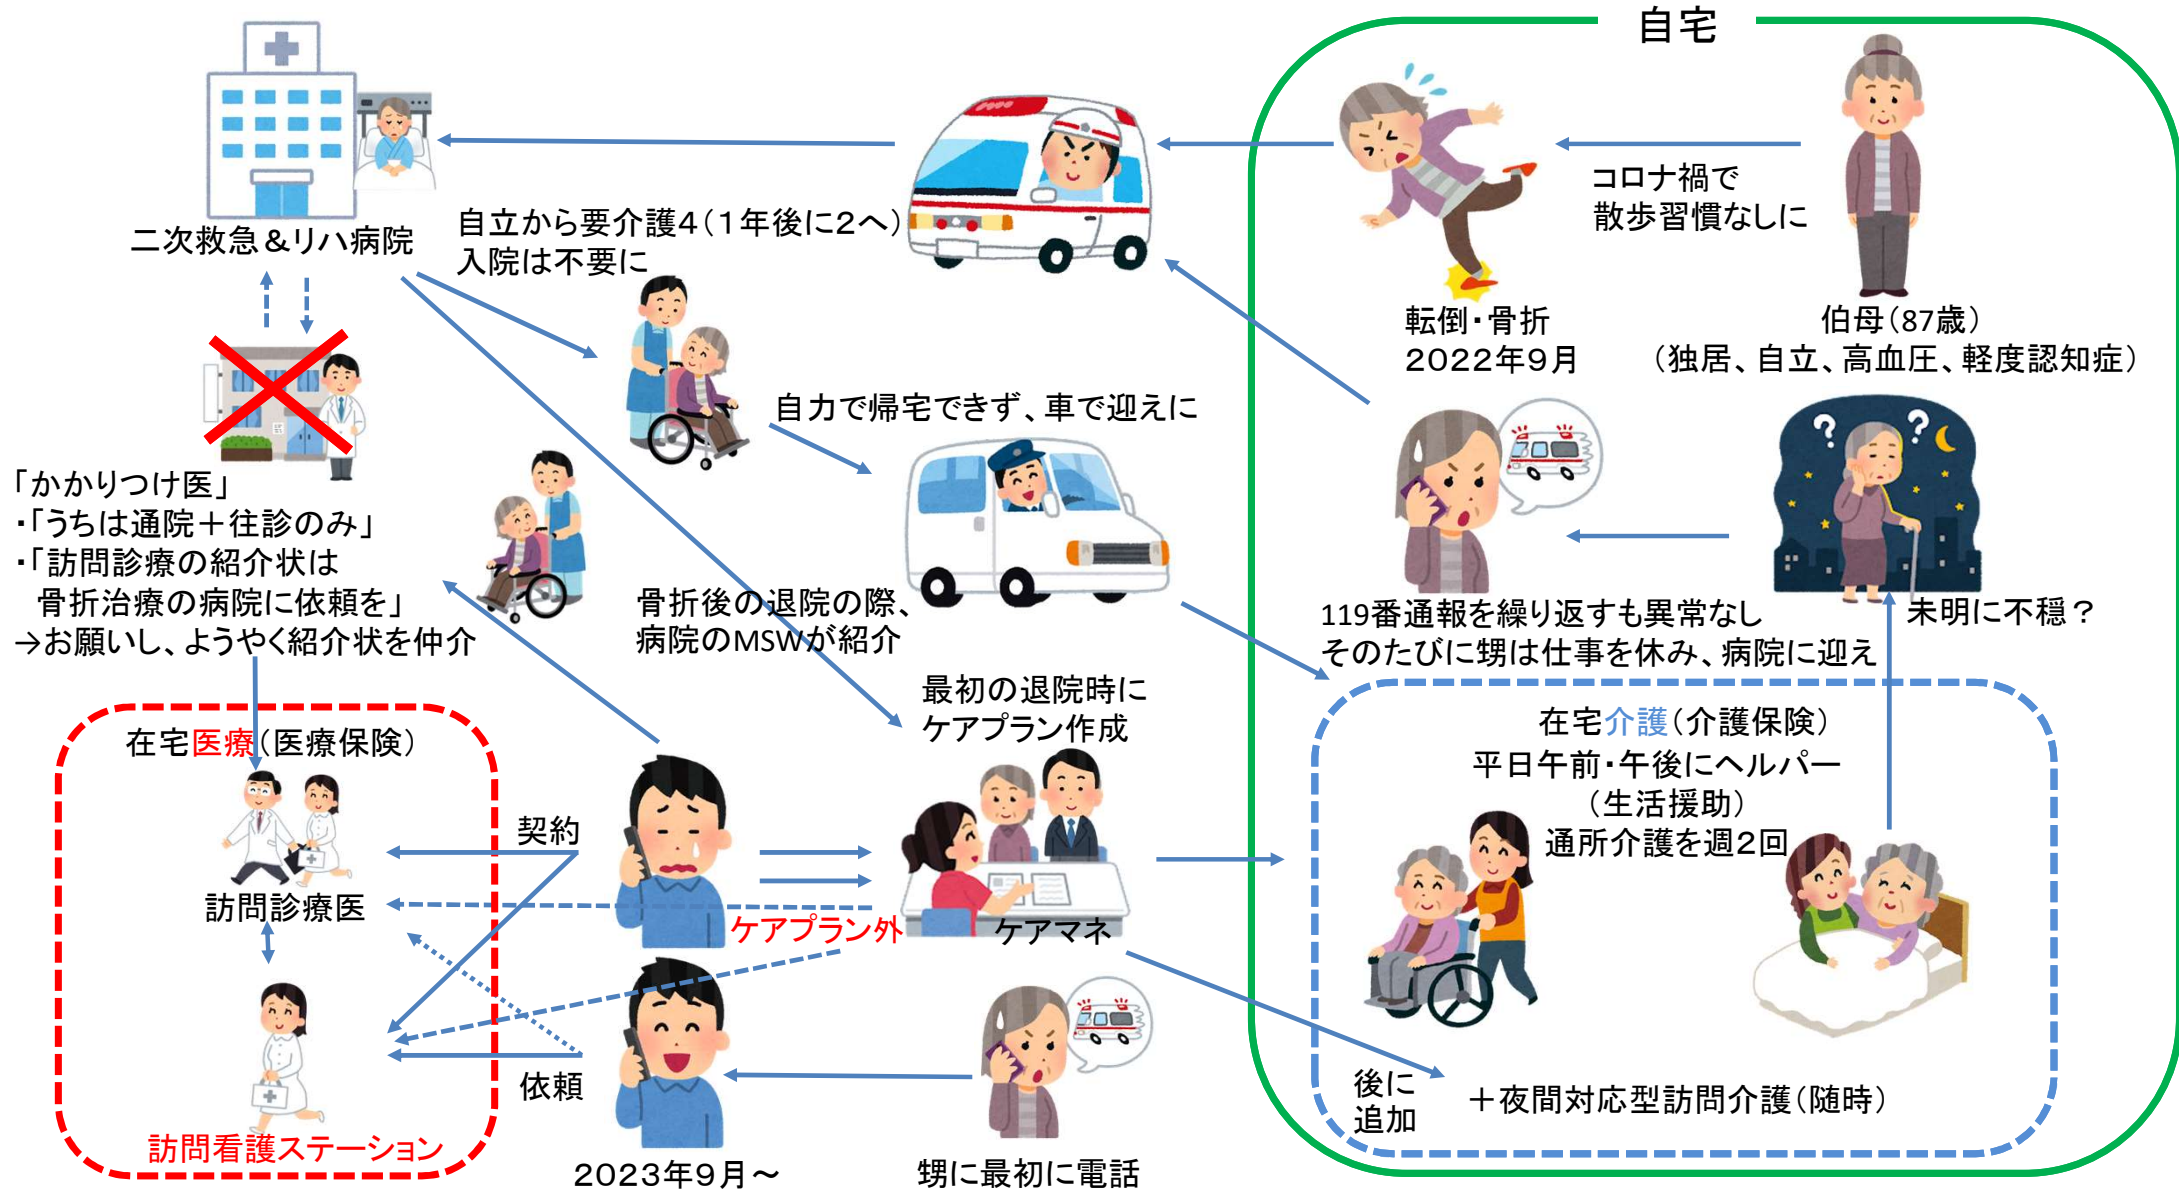 自宅
コロナ禍で
散歩習慣なしに
転倒・骨折
2022年9月
伯母(87歳)
(独居、自立、高血圧、軽度認知症)
二次救急&リハ病院
自立から要介護4(1年後に2へ)
入院は不要に
自力で帰宅できず、車で迎えに
「かかりつけ医」
・「うちは通院+往診のみ」
・「訪問診療の紹介状は
骨折治療の病院に依頼を」
→お願いし、ようやく紹介状を仲介
骨折後の退院の際、
病院のMSWが紹介
119番通報を繰り返すも異常なし
そのたびに甥は仕事を休み、病院に迎え
? ?
未明に不穏?
最初の退院時に
ケアプラン作成
在宅医療(医療保険)
訪問診療医
契約
ケアプラン外
ケアマネ
在宅介護(介護保険)
平日午前・午後にヘルパー
(生活援助)
通所介護を週2回
依頼
訪問看護ステーション
2023年9月~
甥に最初に電話
後に
追加
+夜間対応型訪問介護(随時)